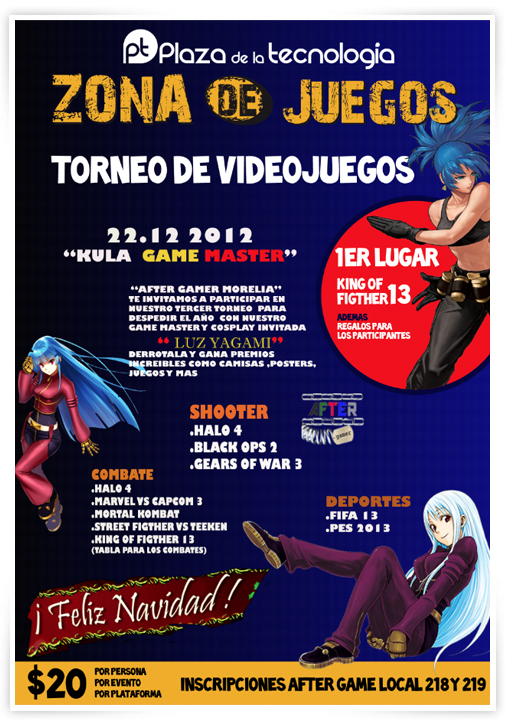 pt Plaza de la tecnología
ZONA DE JUEGOS
TORNEO DE VIDEOJUEGOS
22.12 2012
“KULA GAME MASTER”
1ER LUGAR
KING OF
FIGTHER 13
ADEMAS
REGALOS PARA
LOS PARTICIPANTES
“AFTER GAMER MORELIA”
TE INVITAMOS A PARTICIPAR EN
NUESTRO TERCER TORNEO PARA
DESPEDIR EL AÑO CON NUESTRO
GAME MASTER Y COSPLAY INVITADA
“ LUZ YAGAMI”
DERROTALA Y GANA PREMIOS
INCREIBLES COMO CAMISAS ,POSTERS,
JUEGOS Y MAS
SHOOTER
.HALO 4
.BLACK OPS 2
.GEARS OF WAR 3
AFTER
games
COMBATE
.HALO 4
.MARVEL VS CAPCOM 3
.MORTAL KOMBAT
.STREET FIGTHER VS TEEKEN
.KING OF FIGTHER 13
(TABLA PARA LOS COMBATES)
DEPORTES
.FIFA 13
.PES 2013
¡Feliz Navidad!
$20
POR PERSONA
POR EVENTO
POR PLATAFORMA
INSCRIPCIONES AFTER GAME LOCAL 218 Y 219